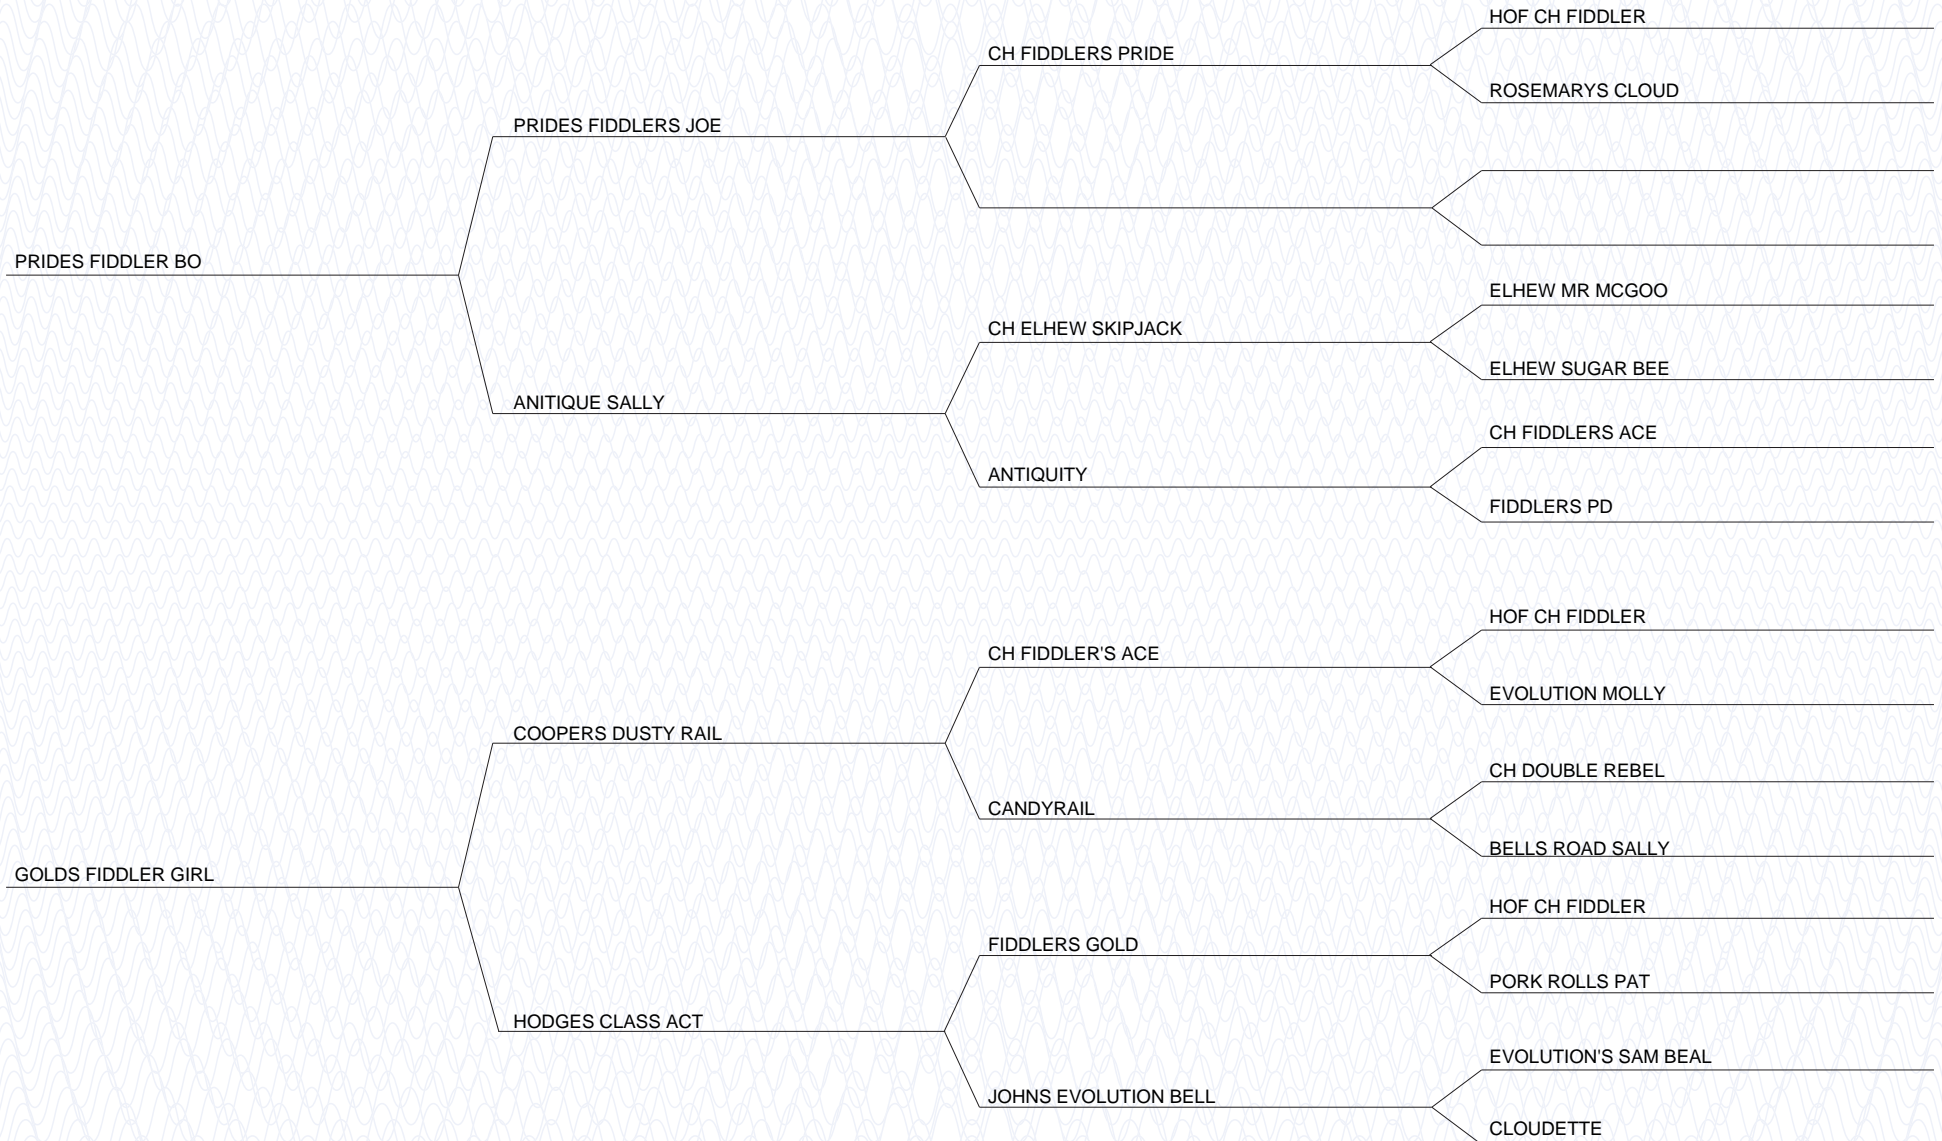 HOF CH FIDDLER
CH FIDDLERS PRIDE
ROSEMARYS CLOUD
PRIDES FIDDLERS JOE
PRIDES FIDDLER BO
ELHEW MR MCGOO
CH ELHEW SKIPJACK
ELHEW SUGAR BEE
ANITIQUE SALLY
CH FIDDLERS ACE
ANTIQUITY
FIDDLERS PD
HOF CH FIDDLER
CH FIDDLER'S ACE
EVOLUTION MOLLY
COOPERS DUSTY RAIL
CH DOUBLE REBEL
CANDYRAIL
BELLS ROAD SALLY
GOLDS FIDDLER GIRL
HOF CH FIDDLER
FIDDLERS GOLD
PORK ROLLS PAT
HODGES CLASS ACT
EVOLUTION'S SAM BEAL
JOHNS EVOLUTION BELL
CLOUDETTE